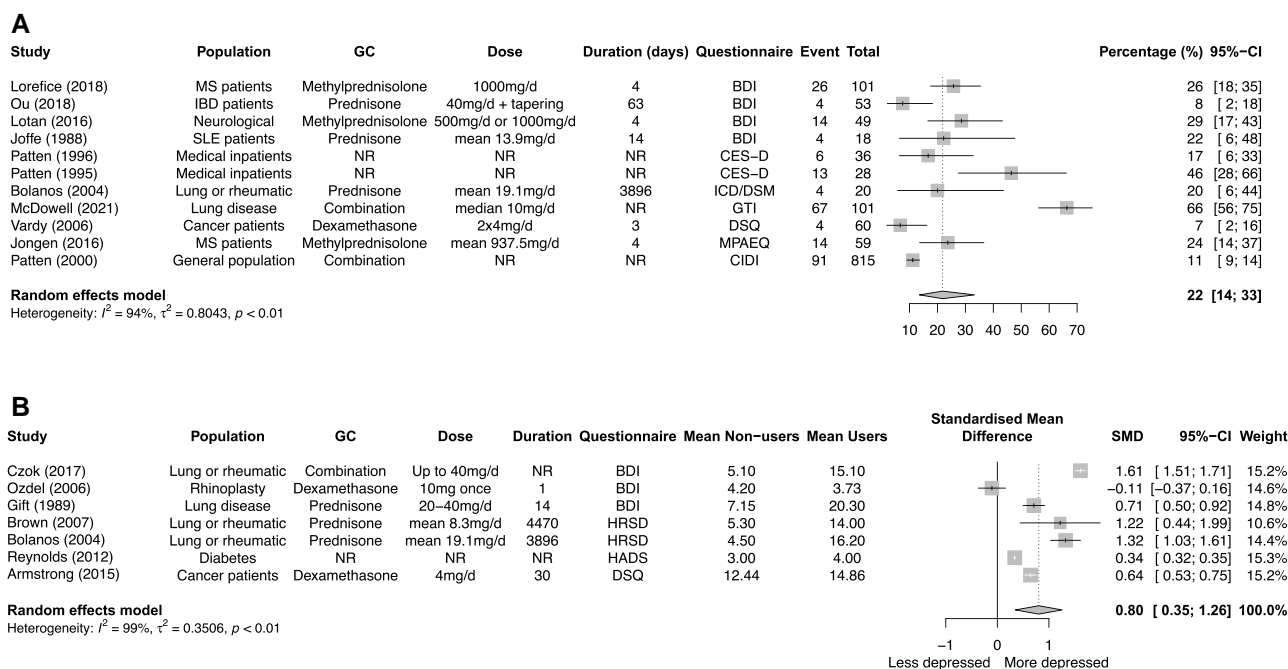 A
Study Population GC Dose Duration (days) Questionnaire Event Total Percentage (%) 95%−CI
Lorefice (2018) MS patients Methylprednisolone 1000mg/d 4 BDI 26 101 26 [18; 35]
Ou (2018) IBD patients Prednisone 40mg/d + tapering 63 BDI 4 53 8 [ 2; 18]
Lotan (2016) Neurological Methylprednisolone 500mg/d or 1000mg/d 4 BDI 14 49 29 [17; 43]
Joffe (1988) SLE patients Prednisone mean 13.9mg/d 14 BDI 4 18 22 [ 6; 48]
Patten (1996) Medical inpatients NR NR NR CES−D 6 36 17 [ 6; 33]
Patten (1995) Medical inpatients NR NR NR CES−D 13 28 46 [28; 66]
Bolanos (2004) Lung or rheumatic Prednisone mean 19.1mg/d 3896 ICD/DSM 4 20 20 [ 6; 44]
McDowell (2021) Lung disease Combination median 10mg/d NR GTI 67 101 66 [56; 75]
Vardy (2006) Cancer patients Dexamethasone 2x4mg/d 3 DSQ 4 60 7 [ 2; 16]
Jongen (2016) MS patients Methylprednisolone mean 937.5mg/d 4 MPAEQ 14 59 24 [14; 37]
Patten (2000) General population Combination NR NR CIDI 91 815 11 [ 9; 14]
Random effects model 22 [14; 33]
Heterogeneity: I² = 94%, τ² = 0.8043, p < 0.01
10 20 30 40 50 60 70
B
Standardised Mean
Study Population GC Dose Duration Questionnaire Mean Non−users Mean Users Difference SMD 95%−CI Weight
Czok (2017) Lung or rheumatic Combination Up to 40mg/d NR BDI 5.10 15.10 1.61 [ 1.51; 1.71] 15.2%
Ozdel (2006) Rhinoplasty Dexamethasone 10mg once 1 BDI 4.20 3.73 −0.11 [−0.37; 0.16] 14.6%
Gift (1989) Lung disease Prednisone 20−40mg/d 14 BDI 7.15 20.30 0.71 [ 0.50; 0.92] 14.8%
Brown (2007) Lung or rheumatic Prednisone mean 8.3mg/d 4470 HRSD 5.30 14.00 1.22 [ 0.44; 1.99] 10.6%
Bolanos (2004) Lung or rheumatic Prednisone mean 19.1mg/d 3896 HRSD 4.50 16.20 1.32 [ 1.03; 1.61] 14.4%
Reynolds (2012) Diabetes NR NR NR HADS 3.00 4.00 0.34 [ 0.32; 0.35] 15.3%
Armstrong (2015) Cancer patients Dexamethasone 4mg/d 30 DSQ 12.44 14.86 0.64 [ 0.53; 0.75] 15.2%
Random effects model 0.80 [ 0.35; 1.26] 100.0%
Heterogeneity: I² = 99%, τ² = 0.3506, p < 0.01
−1 0 1
Less depressed More depressed